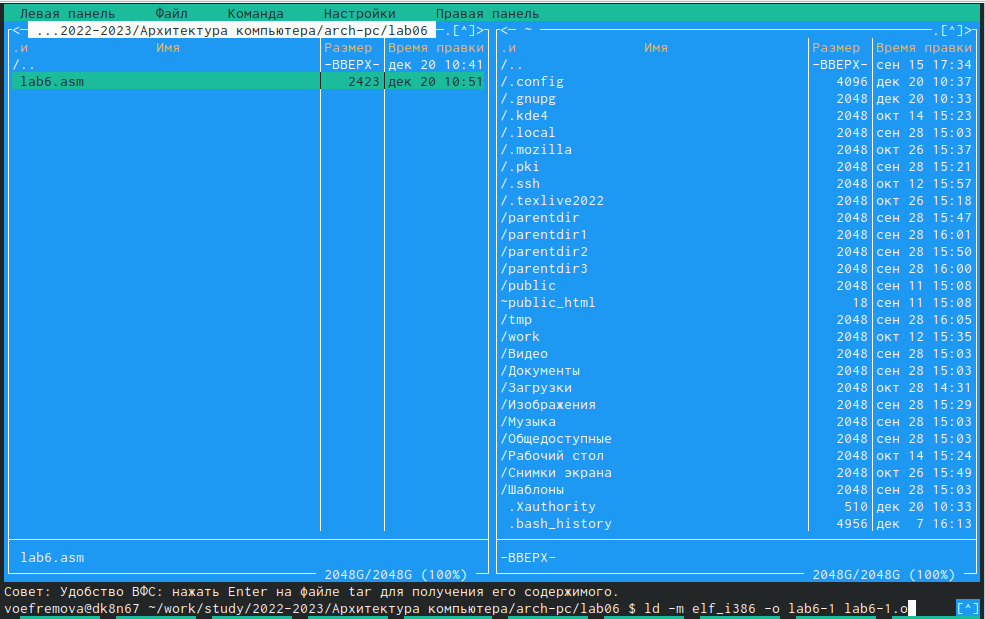 Левая панель Файл Команда Настройки Правая панель
<─ ...2022-2023/Архитектура компьютера/arch-pc/lab06 ─.[^]>
.и Имя Размер Время правки
/.. -ВВЕРХ- дек 20 10:41
lab6.asm 2423 дек 20 10:51
lab6.asm
2048G/2048G (100%)
<─ ~ ─.[^]>
.и Имя Размер Время правки
/.. -ВВЕРХ- сен 15 17:34
/.config 4096 дек 20 10:37
/.gnupg 2048 дек 20 10:33
/.kde4 2048 окт 14 15:23
/.local 2048 сен 28 15:03
/.mozilla 2048 окт 26 15:37
/.pki 2048 сен 28 15:21
/.ssh 2048 окт 12 15:57
/.texlive2022 2048 окт 26 15:18
/parentdir 2048 сен 28 15:47
/parentdir1 2048 сен 28 16:01
/parentdir2 2048 сен 28 15:50
/parentdir3 2048 сен 28 16:00
/public 2048 сен 11 15:08
~public_html 18 сен 11 15:08
/tmp 2048 сен 28 16:05
/work 2048 окт 12 15:35
/Видео 2048 сен 28 15:03
/Документы 2048 сен 28 15:03
/Загрузки 2048 окт 28 14:31
/Изображения 2048 сен 28 15:29
/Музыка 2048 сен 28 15:03
/Общедоступные 2048 сен 28 15:03
/Рабочий стол 2048 окт 14 15:24
/Снимки экрана 2048 окт 26 15:49
/Шаблоны 2048 сен 28 15:03
.Xauthority 510 дек 20 10:33
.bash_history 4956 дек 7 16:13
-ВВЕРХ-
2048G/2048G (100%)
Совет: Удобство ВФС: нажать Enter на файле tar для получения его содержимого.
voefremova@dk8n67 ~/work/study/2022-2023/Архитектура компьютера/arch-pc/lab06 $ ld -m elf_i386 -o lab6-1 lab6-1.o [^]